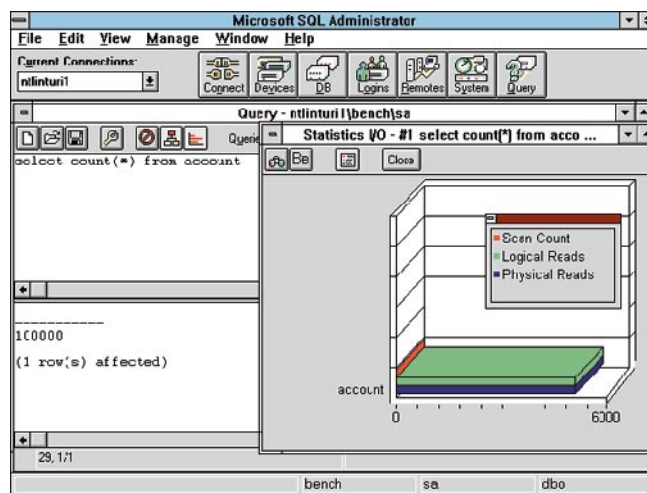 Microsoft SQL Administrator
File Edit View Manage Window Help
Current Connections:
ntlinturi1
Connect Devices DB Logins Remotes System Query
Query - ntlinturi1\bench\sa
Statistics I/O - #1 select count(*) from acco ...
Querie
BB
Close
select count(*) from account
Scan Count
Logical Reads
Physical Reads
100000
(1 row(s) affected)
account
0 6000
29, 1/1
bench sa dbo